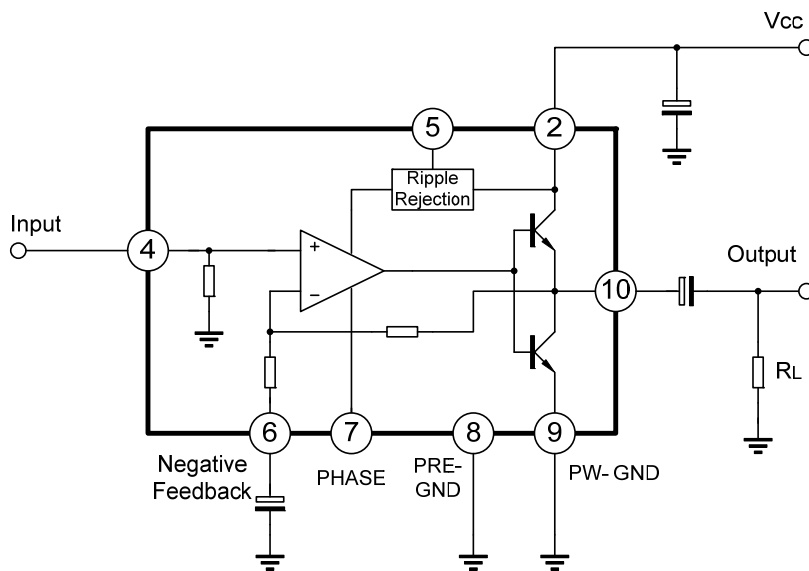 Vcc
5
2
Ripple
Rejection
Input
4
+
−
Output
10
RL
6
7
8
9
Negative
Feedback
PHASE
PRE-
GND
PW- GND